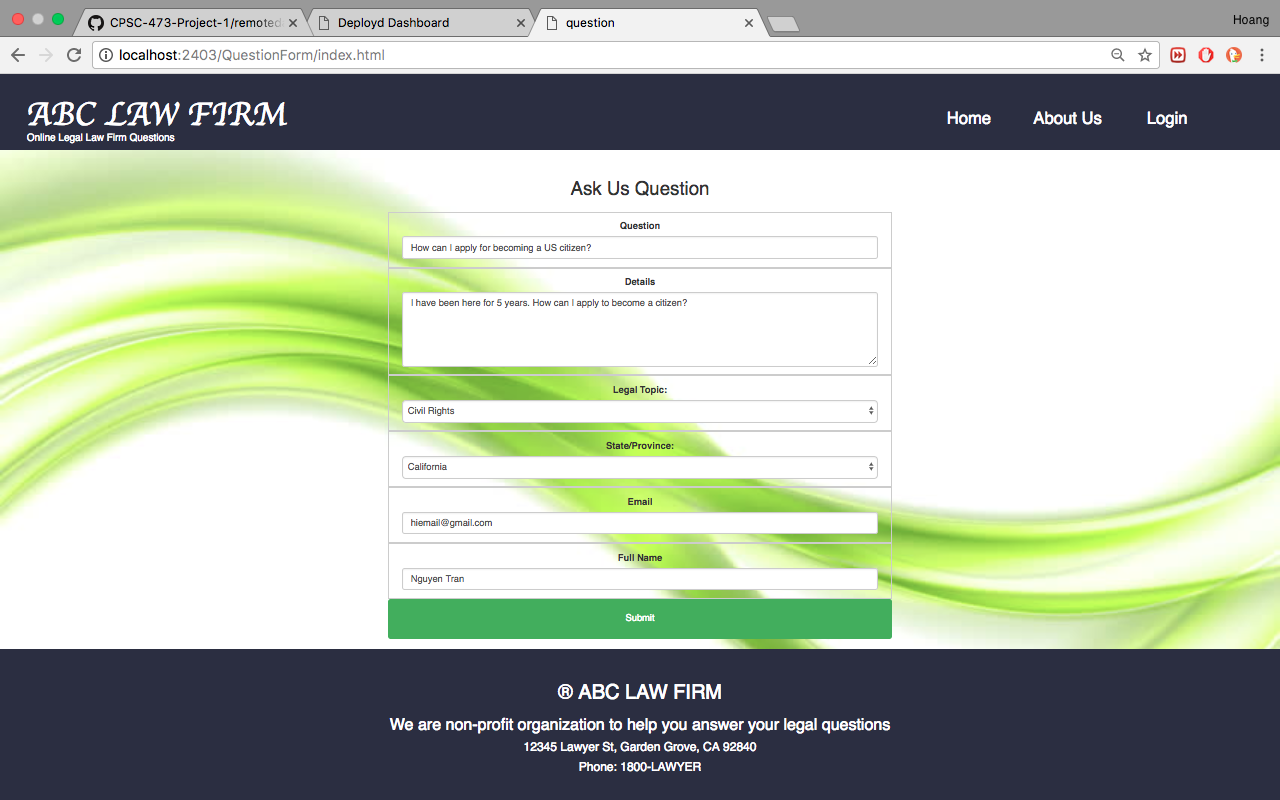 CPSC-473-Project-1/remoted
Deployd Dashboard
question
Hoang
localhost:2403/QuestionForm/index.html
ABC LAW FIRM
Online Legal Law Firm Questions
Home
About Us
Login
Ask Us Question
Question
How can I apply for becoming a US citizen?
Details
I have been here for 5 years. How can I apply to become a citizen?
Legal Topic:
Civil Rights
State/Province:
California
Email
hiemail@gmail.com
Full Name
Nguyen Tran
Submit
® ABC LAW FIRM
We are non-profit organization to help you answer your legal questions
12345 Lawyer St, Garden Grove, CA 92840
Phone: 1800-LAWYER